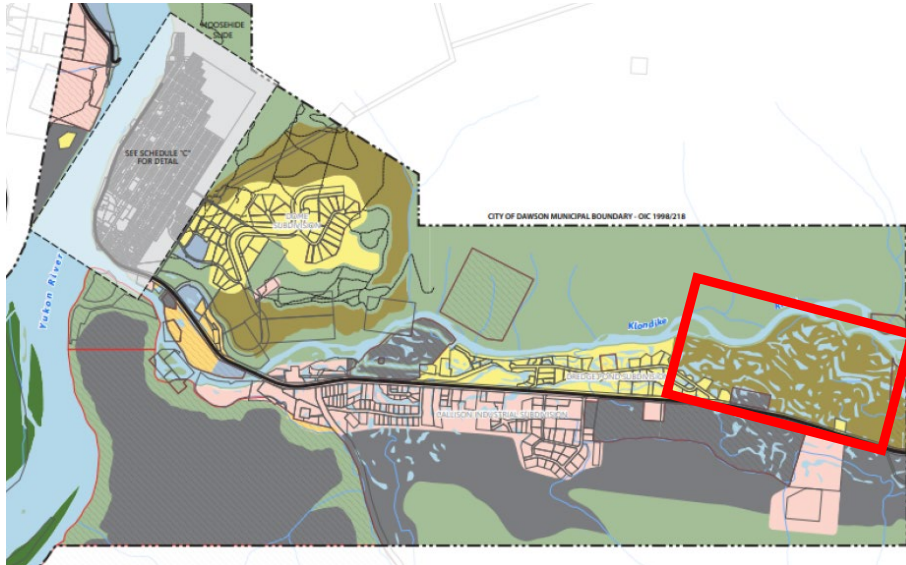 MOOSEHIDE
SLIDE
SEE SCHEDULE "C"
FOR DETAIL
DOME
SUBDIVISION
CITY OF DAWSON MUNICIPAL BOUNDARY - OIC 1998/218
Yukon River
Klondike
CALLISON INDUSTRIAL SUBDIVISION